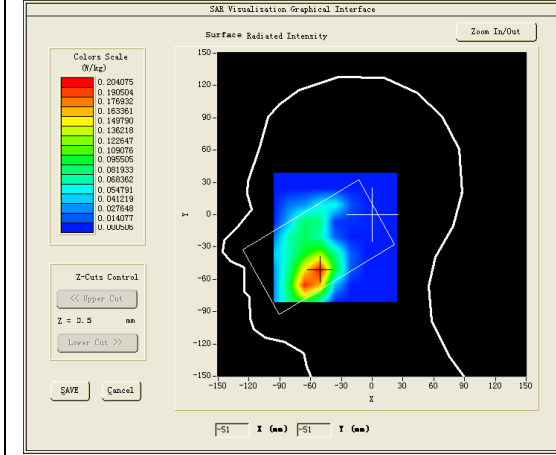 SAR Visualisation Graphical Interface
Surface Radiated Intensity
Zoom In/Out
Colors Scale
(W/kg)
0.204075
0.190504
0.176932
0.163361
0.149790
0.136218
0.122647
0.109076
0.095505
0.081933
0.068362
0.054791
0.041219
0.027648
0.014077
0.000506
150
120
90
60
30
0
-30
-60
-90
-120
-150
Y
-150 -120 -90 -60 -30 0 30 60 90 120 150
X
Z-Cuts Control
<< Upper Cut
Z = 0.5 mm
Lower Cut >>
SAVE Cancel
-51 X (mm) -51 Y (mm)